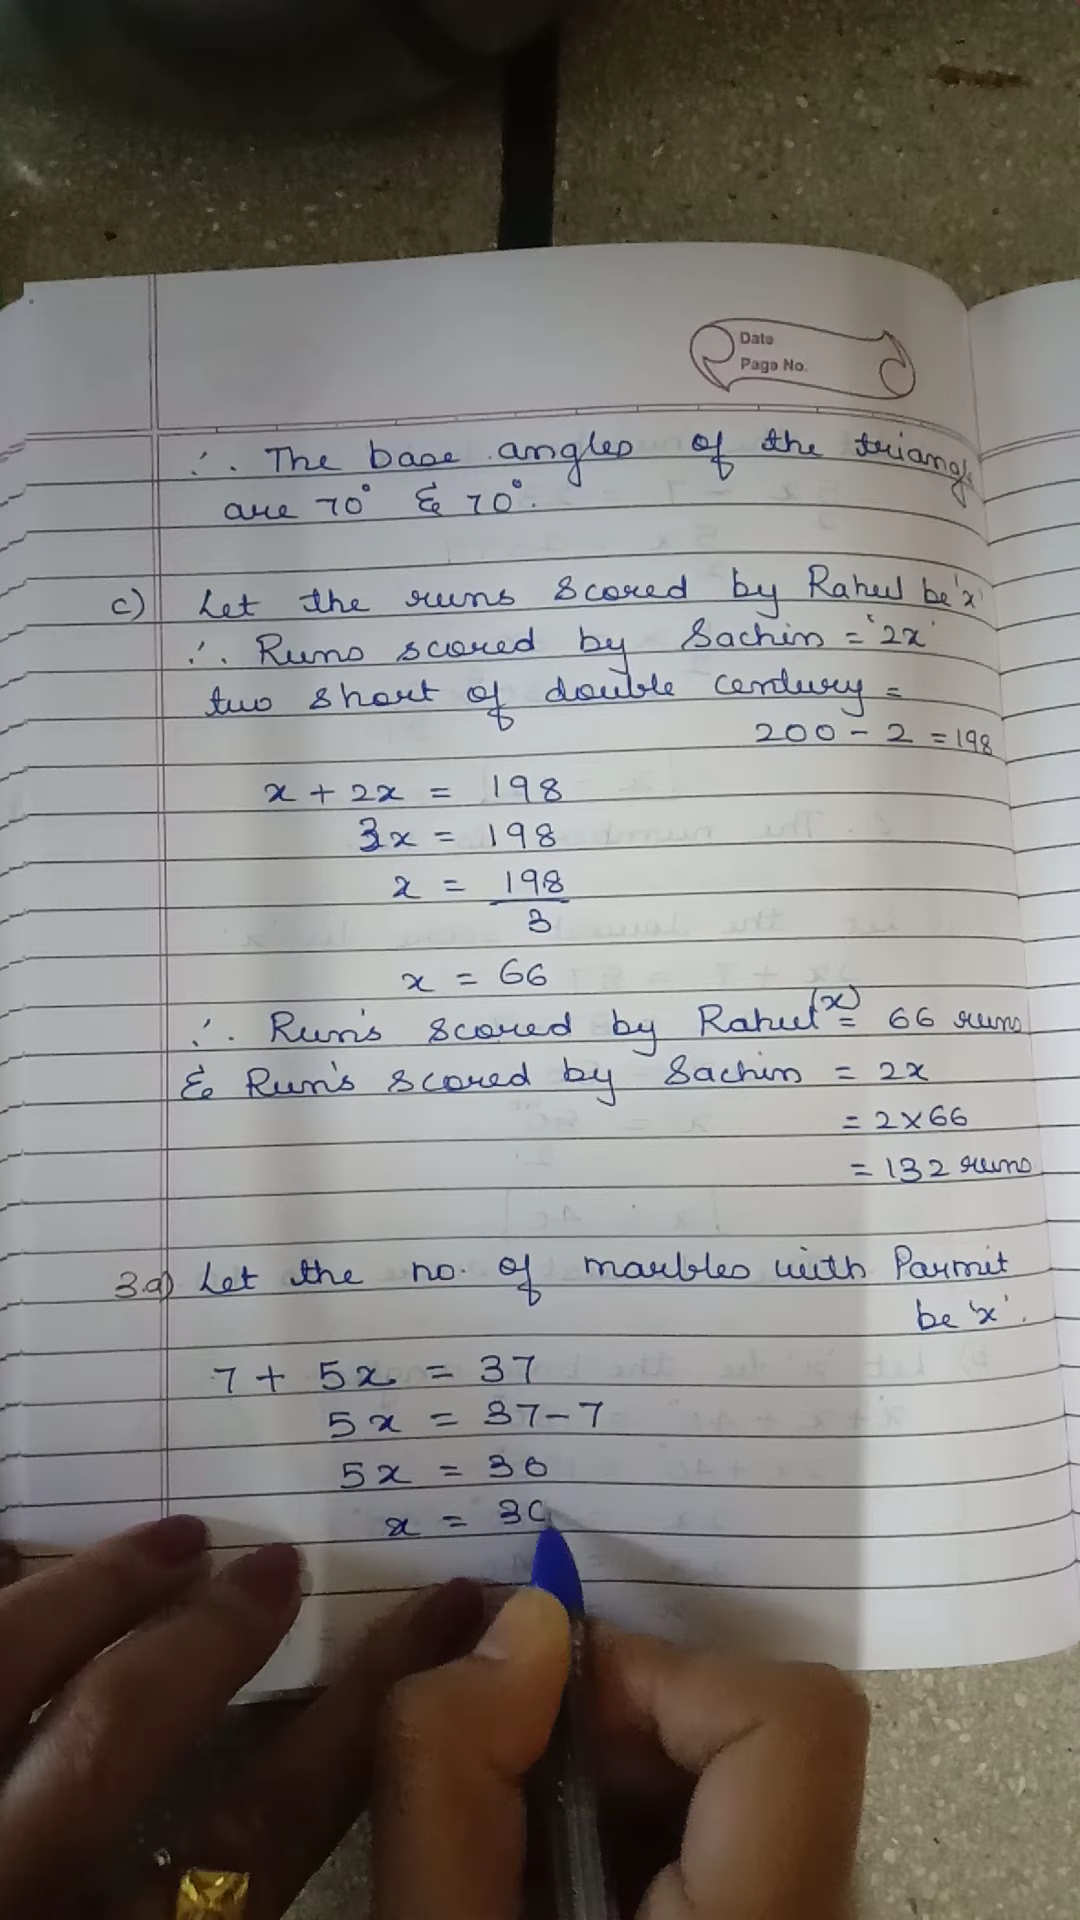 Date
Page No.
∴ The base angles of the triangle
are 70° & 70°.
c) Let the runs scored by Rahul be 'x'
∴ Runs scored by Sachin = '2x'
two short of double century =
200 - 2 = 198
x + 2x = 198
3x = 198
x = 198
3
x = 66
∴ Run's scored by Rahul (x) = 66 runs
& Run's scored by Sachin = 2x
= 2 × 66
= 132 runs
3.a) Let the no. of marbles with Parmit
be 'x'.
7 + 5x = 37
5x = 37 - 7
5x = 30
x = 30